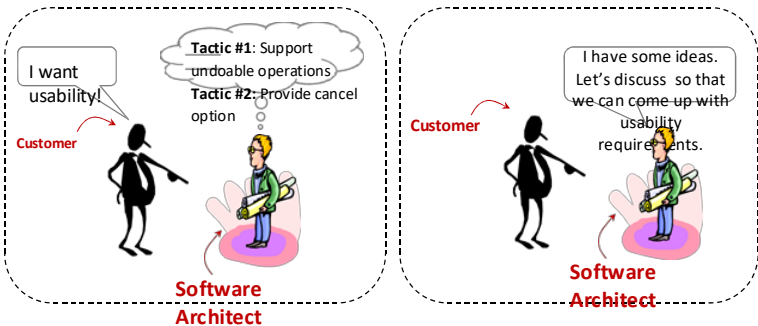 I want
usability!
Tactic #1: Support
undoable operations
Tactic #2: Provide cancel
option
Customer
Software
Architect
I have some ideas.
Let's discuss so that
we can come up with
usability
requirements.
Customer
Software
Architect